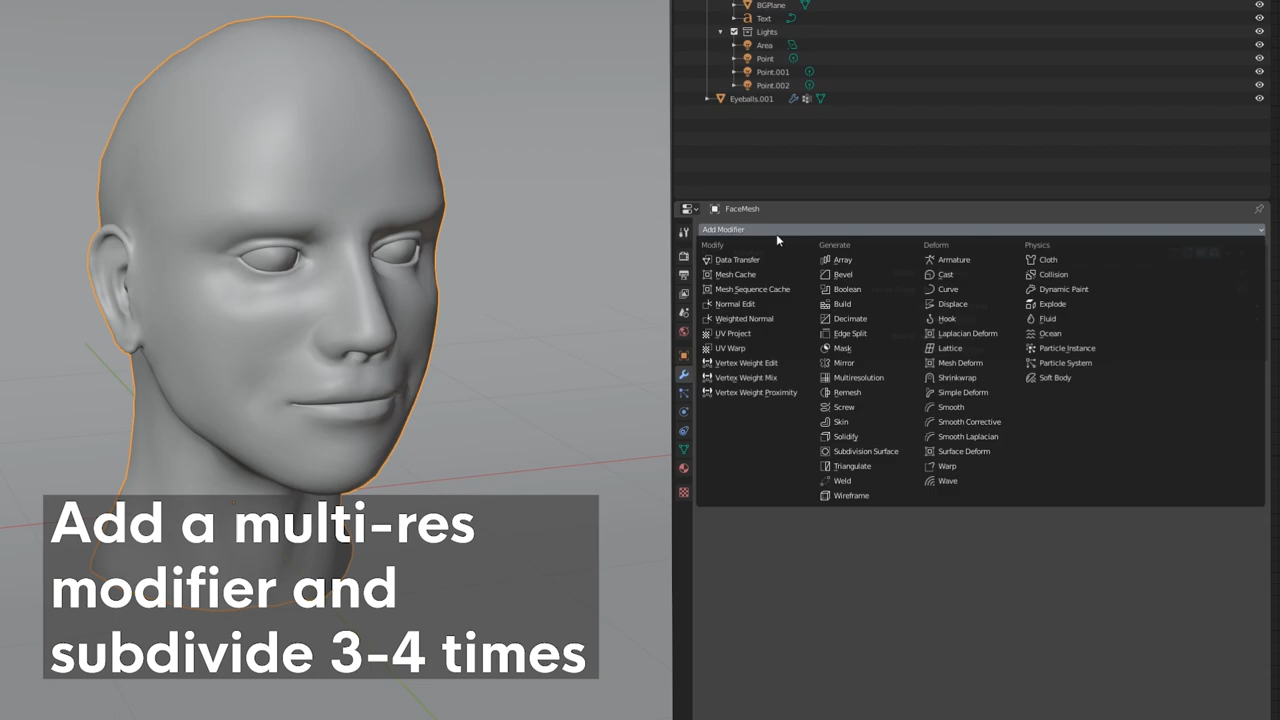 BGPlane
Text
Lights
Area
Point
Point.001
Point.002
Eyeballs.001
FaceMesh
Add Modifier
Modify
Data Transfer
Mesh Cache
Mesh Sequence Cache
Normal Edit
Weighted Normal
UV Project
UV Warp
Vertex Weight Edit
Vertex Weight Mix
Vertex Weight Proximity
Generate
Array
Bevel
Boolean
Build
Decimate
Edge Split
Mask
Mirror
Multiresolution
Remesh
Screw
Skin
Solidify
Subdivision Surface
Triangulate
Weld
Wireframe
Deform
Armature
Cast
Curve
Displace
Hook
Laplacian Deform
Lattice
Mesh Deform
Shrinkwrap
Simple Deform
Smooth
Smooth Corrective
Smooth Laplacian
Surface Deform
Warp
Wave
Physics
Cloth
Collision
Dynamic Paint
Explode
Fluid
Ocean
Particle Instance
Particle System
Soft Body
Add a multi-res
modifier and
subdivide 3-4 times